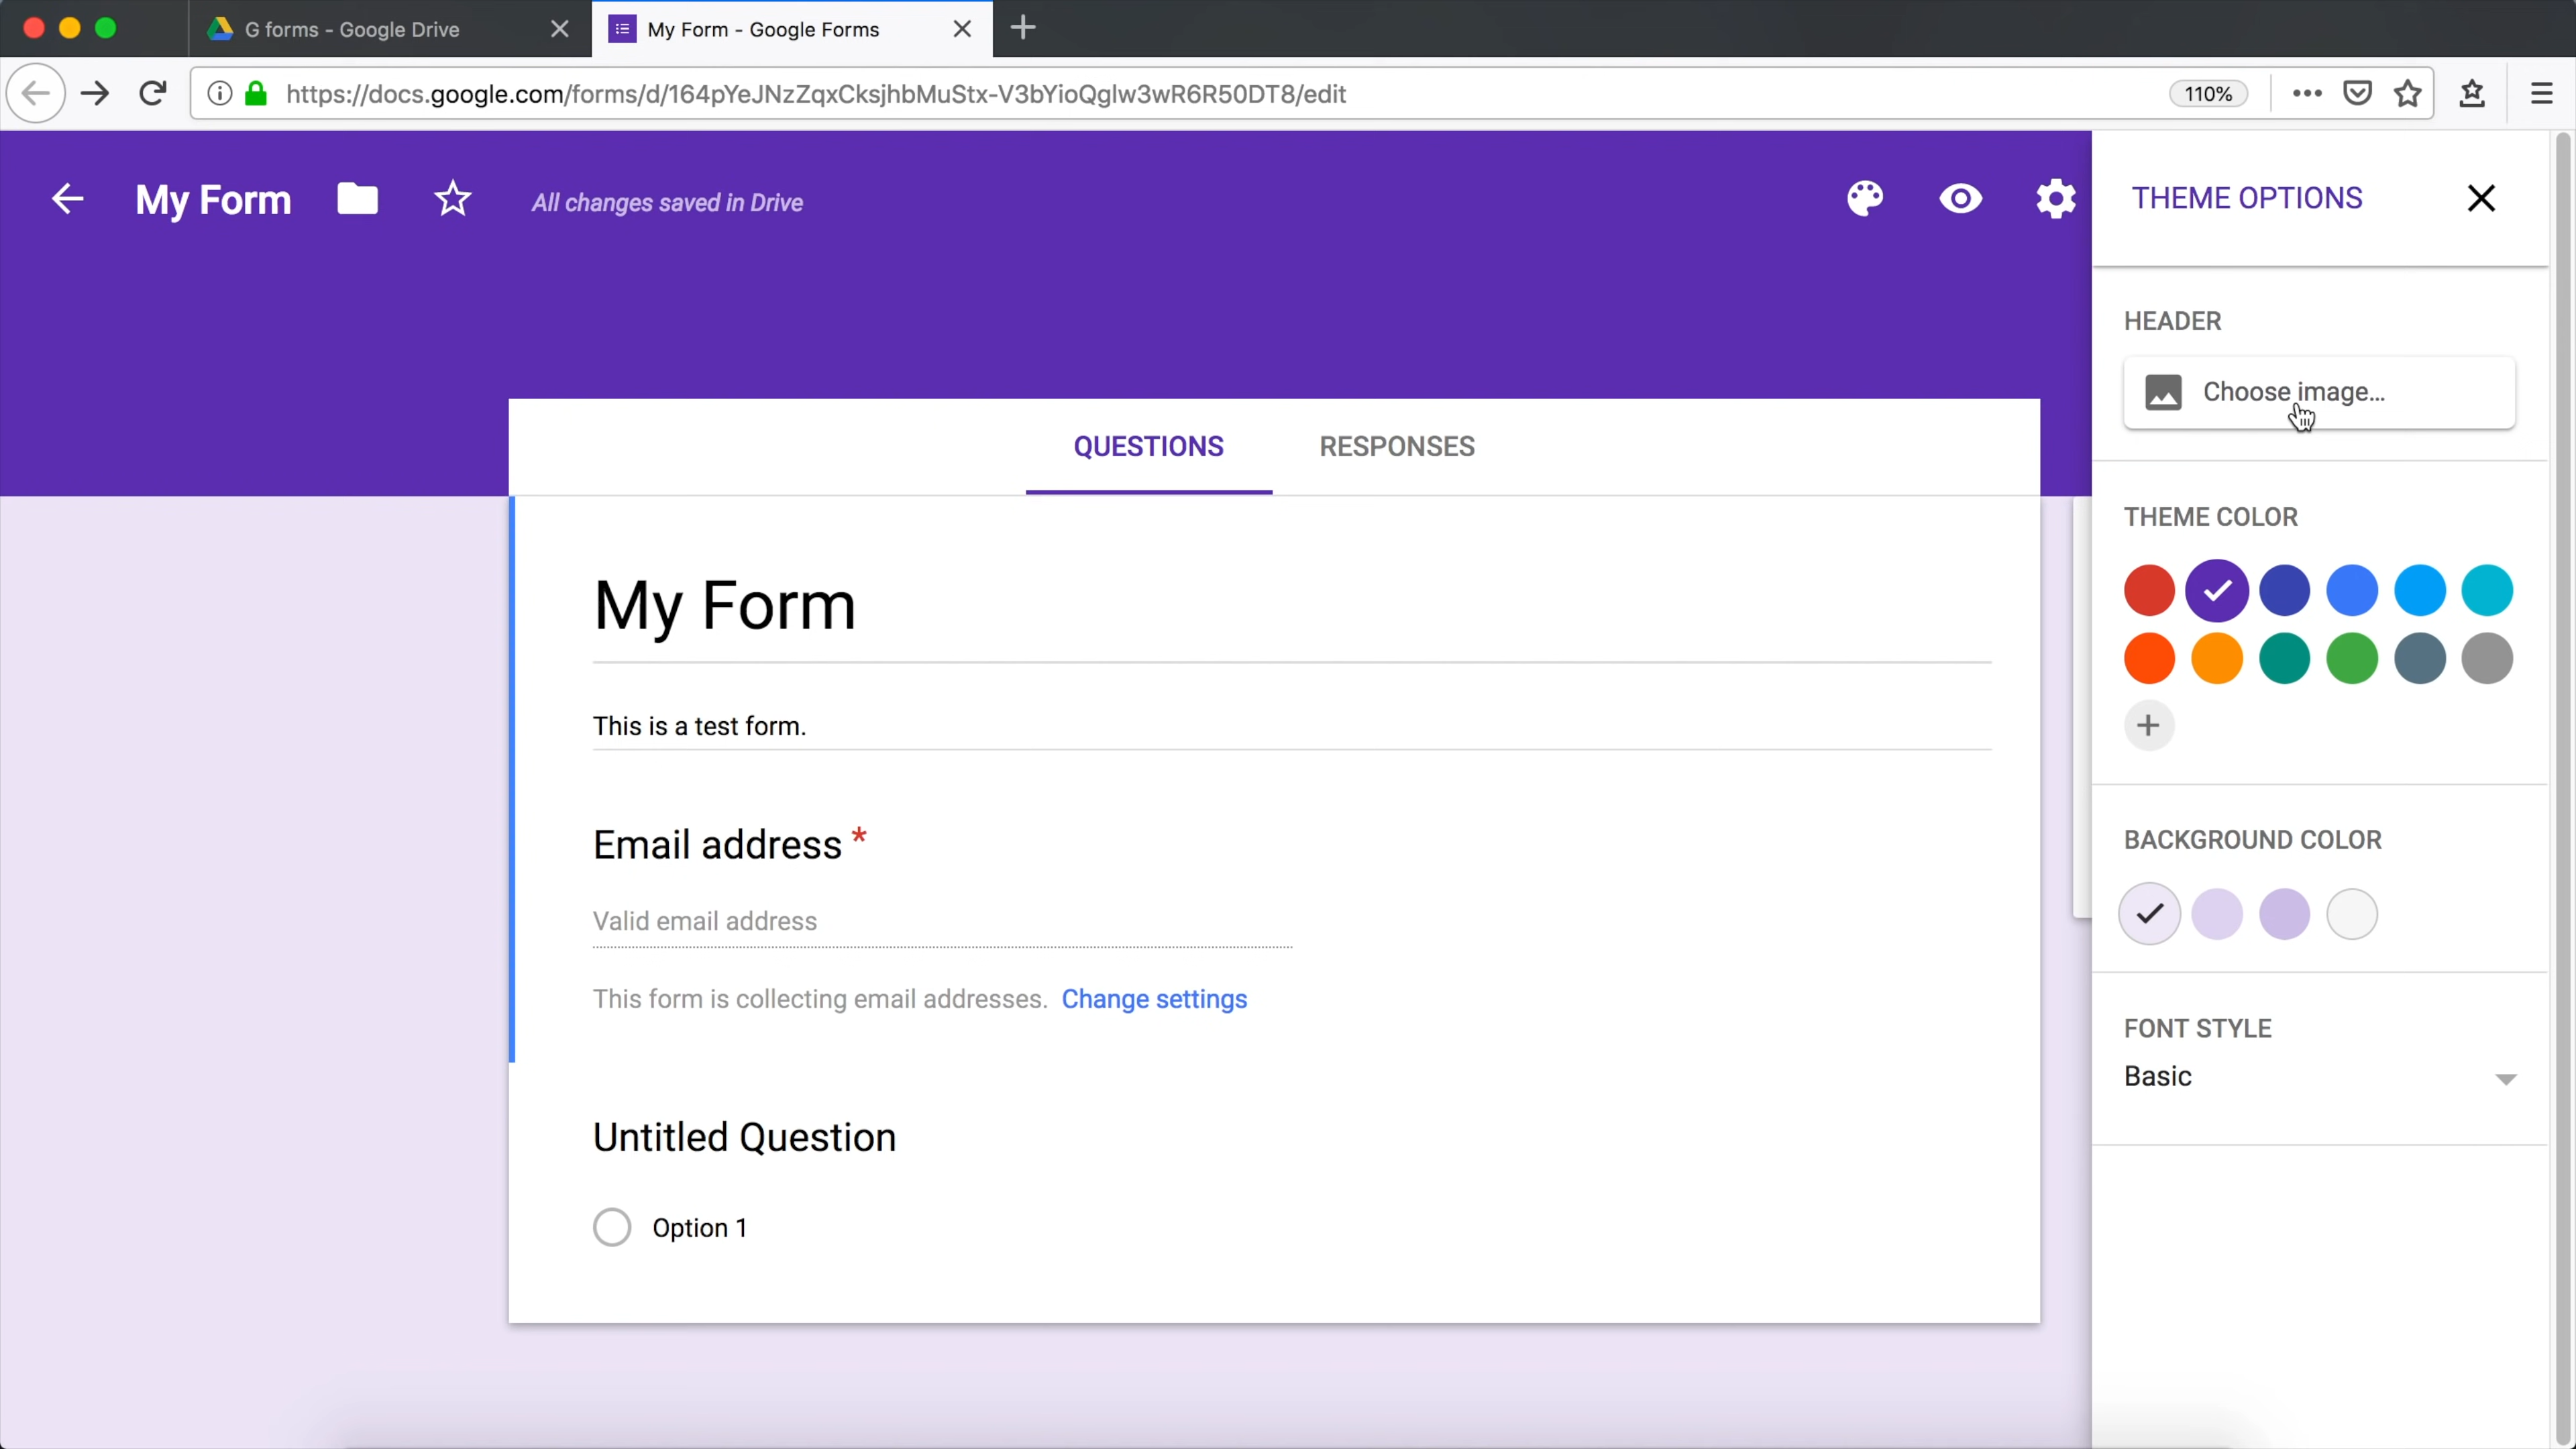 G forms - Google Drive
My Form - Google Forms
https://docs.google.com/forms/d/164pYeJNzZqxCksjhbMuStx-V3bYioQglw3wR6R50DT8/edit
110%
My Form
All changes saved in Drive
THEME OPTIONS
HEADER
Choose image...
QUESTIONS
RESPONSES
THEME COLOR
My Form
This is a test form.
Email address *
BACKGROUND COLOR
Valid email address
This form is collecting email addresses. Change settings
FONT STYLE
Basic
Untitled Question
Option 1